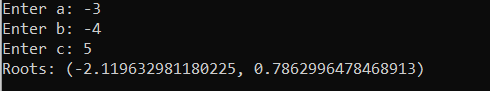 Enter a: -3
Enter b: -4
Enter c: 5
Roots: (-2.119632981180225, 0.7862996478468913)